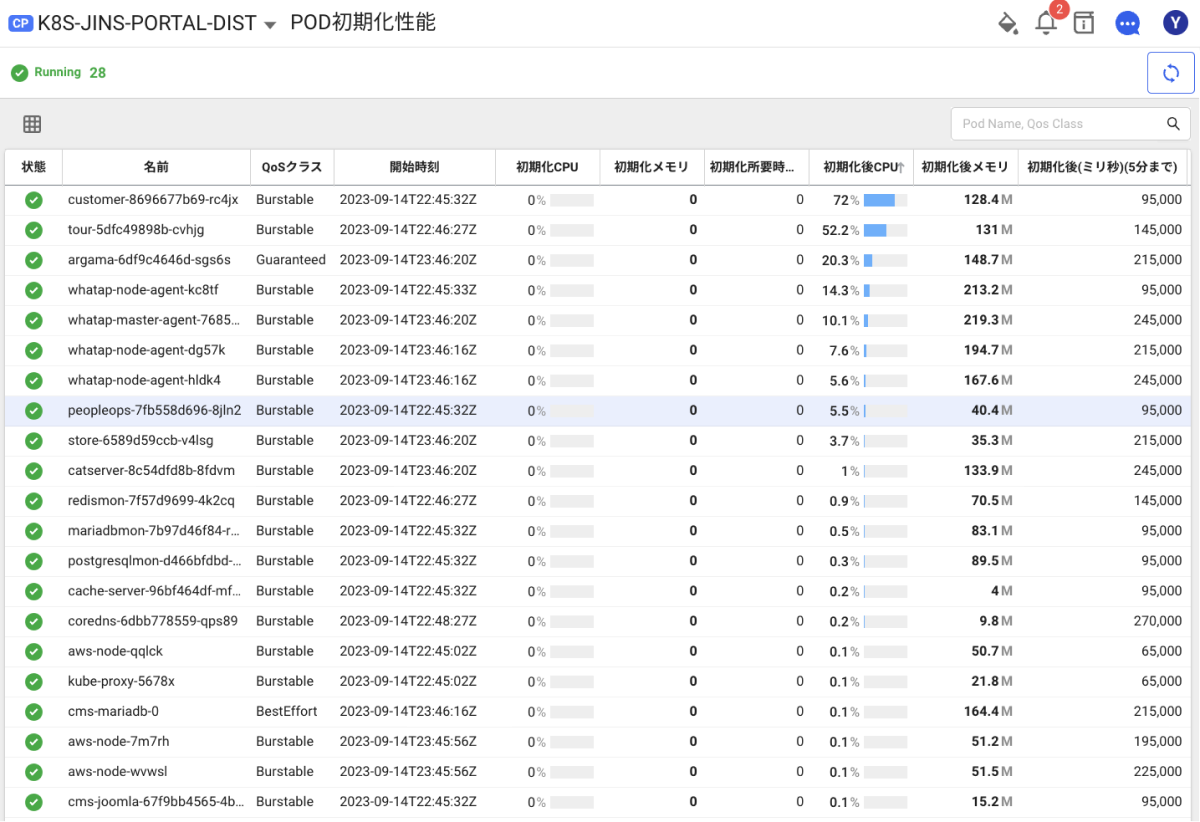 CP K8S-JINS-PORTAL-DIST POD初期化性能 2 Y
Running 28
Pod Name, Qos Class
状態 名前 QoSクラス 開始時刻 初期化CPU 初期化メモリ 初期化所要時... 初期化後CPU↑ 初期化後メモリ 初期化後(ミリ秒)(5分まで)
customer-8696677b69-rc4jx Burstable 2023-09-14T22:45:32Z 0% 0 0 72% 128.4 M 95,000
tour-5dfc49898b-cvhjg Burstable 2023-09-14T22:46:27Z 0% 0 0 52.2% 131 M 145,000
argama-6df9c4646d-sgs6s Guaranteed 2023-09-14T23:46:20Z 0% 0 0 20.3% 148.7 M 215,000
whatap-node-agent-kc8tf Burstable 2023-09-14T22:45:33Z 0% 0 0 14.3% 213.2 M 95,000
whatap-master-agent-7685... Burstable 2023-09-14T23:46:20Z 0% 0 0 10.1% 219.3 M 245,000
whatap-node-agent-dg57k Burstable 2023-09-14T23:46:16Z 0% 0 0 7.6% 194.7 M 215,000
whatap-node-agent-hldk4 Burstable 2023-09-14T23:46:16Z 0% 0 0 5.6% 167.6 M 245,000
peopleops-7fb558d696-8jln2 Burstable 2023-09-14T22:45:32Z 0% 0 0 5.5% 40.4 M 95,000
store-6589d59ccb-v4lsg Burstable 2023-09-14T23:46:20Z 0% 0 0 3.7% 35.3 M 215,000
catserver-8c54dfd8b-8fdvm Burstable 2023-09-14T23:46:20Z 0% 0 0 1% 133.9 M 245,000
redismon-7f57d9699-4k2cq Burstable 2023-09-14T22:46:27Z 0% 0 0 0.9% 70.5 M 145,000
mariadbmon-7b97d46f84-r... Burstable 2023-09-14T22:45:32Z 0% 0 0 0.5% 83.1 M 95,000
postgresqlmon-d466bfdbd-... Burstable 2023-09-14T22:45:32Z 0% 0 0 0.3% 89.5 M 95,000
cache-server-96bf464df-mf... Burstable 2023-09-14T22:45:32Z 0% 0 0 0.2% 4 M 95,000
coredns-6dbb778559-qps89 Burstable 2023-09-14T22:48:27Z 0% 0 0 0.2% 9.8 M 270,000
aws-node-qqlck Burstable 2023-09-14T22:45:02Z 0% 0 0 0.1% 50.7 M 65,000
kube-proxy-5678x Burstable 2023-09-14T22:45:02Z 0% 0 0 0.1% 21.8 M 65,000
cms-mariadb-0 BestEffort 2023-09-14T23:46:16Z 0% 0 0 0.1% 164.4 M 215,000
aws-node-7m7rh Burstable 2023-09-14T23:45:56Z 0% 0 0 0.1% 51.2 M 195,000
aws-node-wvwsl Burstable 2023-09-14T23:45:56Z 0% 0 0 0.1% 51.5 M 225,000
cms-joomla-67f9bb4565-4b... Burstable 2023-09-14T22:45:32Z 0% 0 0 0.1% 15.2 M 95,000